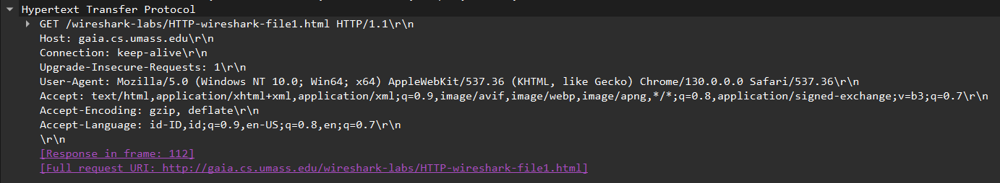 Hypertext Transfer Protocol
GET /wireshark-labs/HTTP-wireshark-file1.html HTTP/1.1\r\n
Host: gaia.cs.umass.edu\r\n
Connection: keep-alive\r\n
Upgrade-Insecure-Requests: 1\r\n
User-Agent: Mozilla/5.0 (Windows NT 10.0; Win64; x64) AppleWebKit/537.36 (KHTML, like Gecko) Chrome/130.0.0.0 Safari/537.36\r\n
Accept: text/html,application/xhtml+xml,application/xml;q=0.9,image/avif,image/webp,image/apng,*/*;q=0.8,application/signed-exchange;v=b3;q=0.7\r\n
Accept-Encoding: gzip, deflate\r\n
Accept-Language: id-ID,id;q=0.9,en-US;q=0.8,en;q=0.7\r\n
\r\n
[Response in frame: 112]
[Full request URI: http://gaia.cs.umass.edu/wireshark-labs/HTTP-wireshark-file1.html]